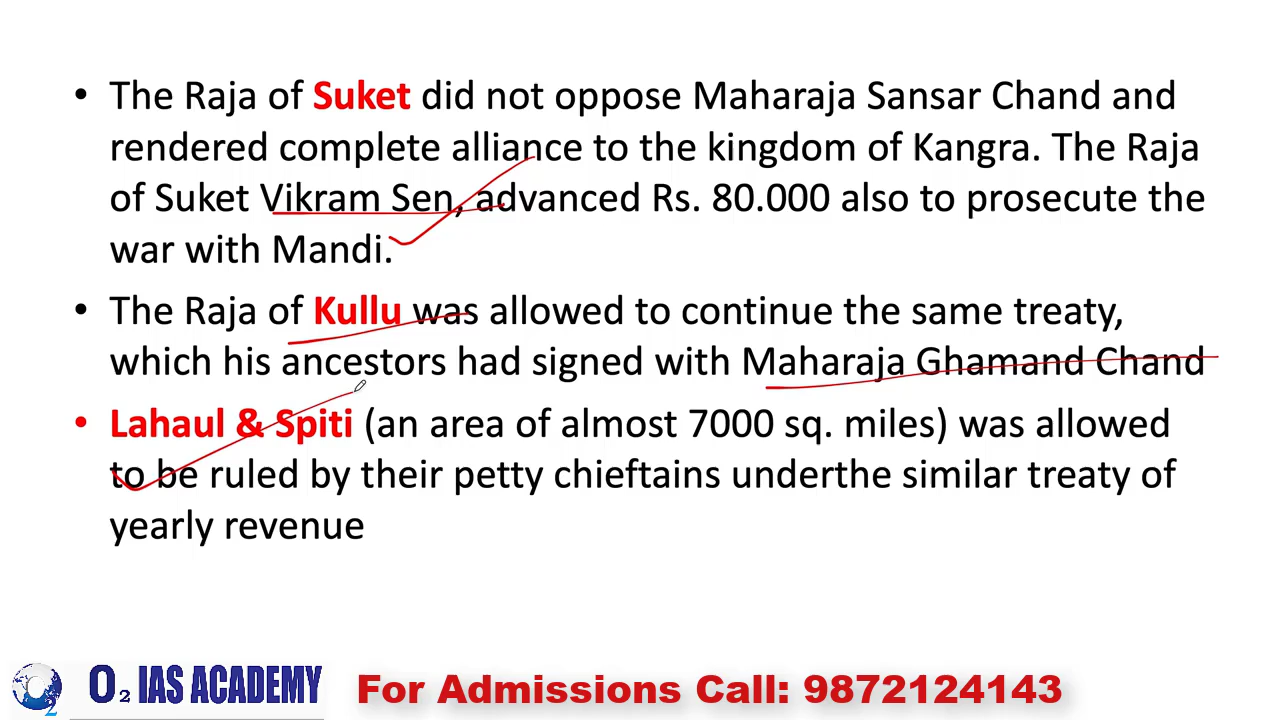 • The Raja of Suket did not oppose Maharaja Sansar Chand and
rendered complete alliance to the kingdom of Kangra. The Raja
of Suket Vikram Sen, advanced Rs. 80.000 also to prosecute the
war with Mandi.
• The Raja of Kullu was allowed to continue the same treaty,
which his ancestors had signed with Maharaja Ghamand Chand
• Lahaul & Spiti (an area of almost 7000 sq. miles) was allowed
to be ruled by their petty chieftains underthe similar treaty of
yearly revenue
2 O2 IAS ACADEMY For Admissions Call: 9872124143